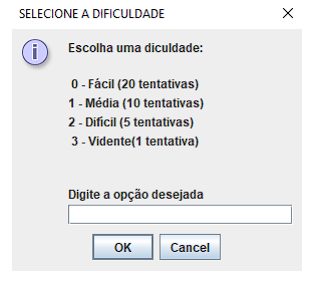 SELECIONE A DIFICULDADE
Escolha uma diculdade:
0 - Fácil (20 tentativas)
1 - Média (10 tentativas)
2 - Difícil (5 tentativas)
3 - Vidente(1 tentativa)
Digite a opção desejada
OK Cancel